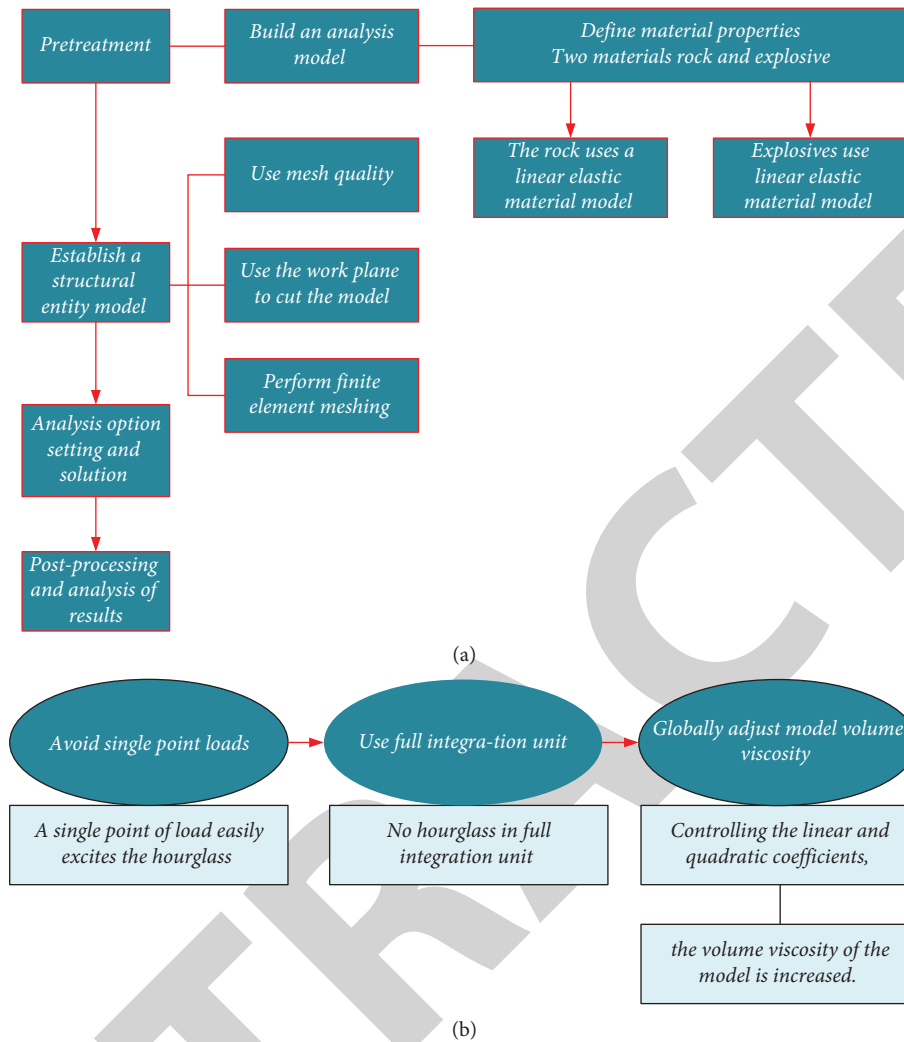 Pretreatment
Build an analysis
model
Define material properties
Two materials rock and explosive
The rock uses a
linear elastic
material model
Explosives use
linear elastic
material model
Use mesh quality
Establish a
structural
entity model
Use the work plane
to cut the model
Perform finite
element meshing
Analysis option
setting and
solution
Post-processing
and analysis of
results
(a)
Avoid single point loads
Use full integra-tion unit
Globally adjust model volume
viscosity
A single point of load easily
excites the hourglass
No hourglass in full
integration unit
Controlling the linear and
quadratic coefficients,
the volume viscosity of the
model is increased.
(b)